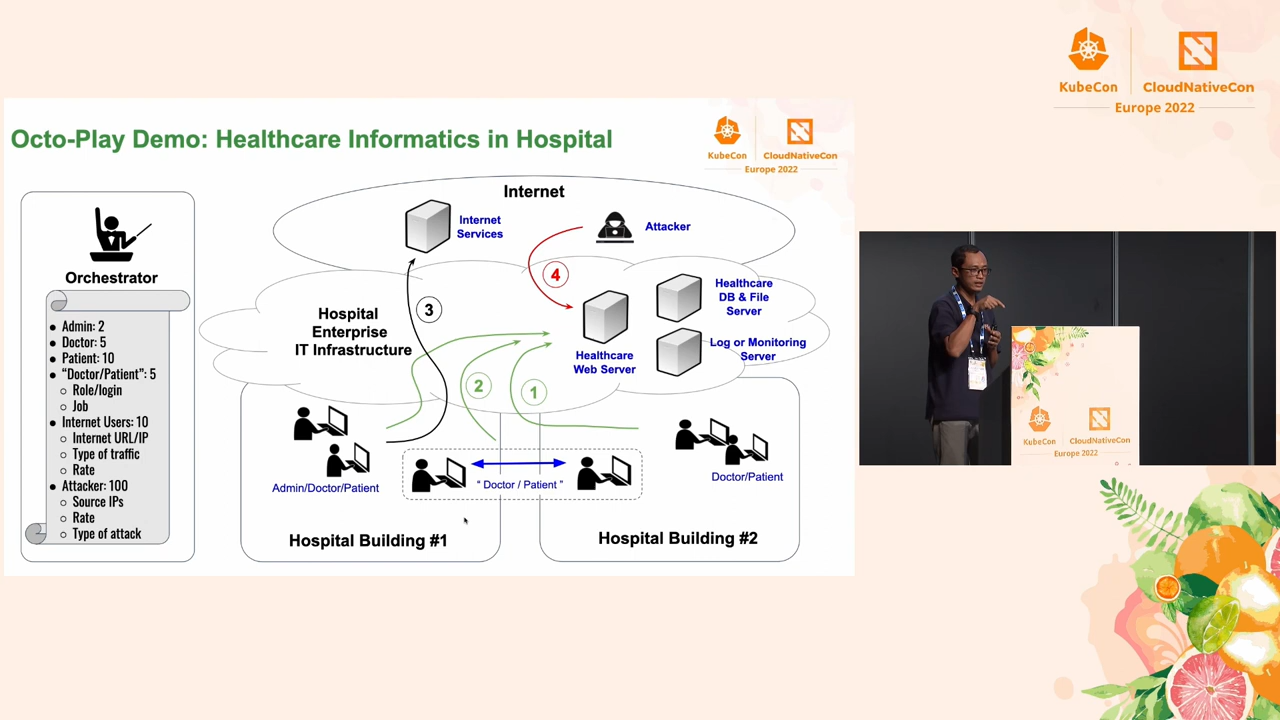 KubeCon
CloudNativeCon
Europe 2022
Octo-Play Demo: Healthcare Informatics in Hospital
KubeCon
CloudNativeCon
Europe 2022
Orchestrator
● Admin: 2
● Doctor: 5
● Patient: 10
● “Doctor/Patient”: 5
○ Role/login
○ Job
● Internet Users: 10
○ Internet URL/IP
○ Type of traffic
○ Rate
● Attacker: 100
○ Source IPs
○ Rate
○ Type of attack
Internet
Internet
Services
Attacker
4
3
Hospital
Enterprise
IT Infrastructure
Healthcare
DB & File
Server
Healthcare
Web Server
Log or Monitoring
Server
2
1
Admin/Doctor/Patient
" Doctor / Patient "
Doctor/Patient
Hospital Building #1
Hospital Building #2
KubeCon
CloudNativeCon
Europe 2022